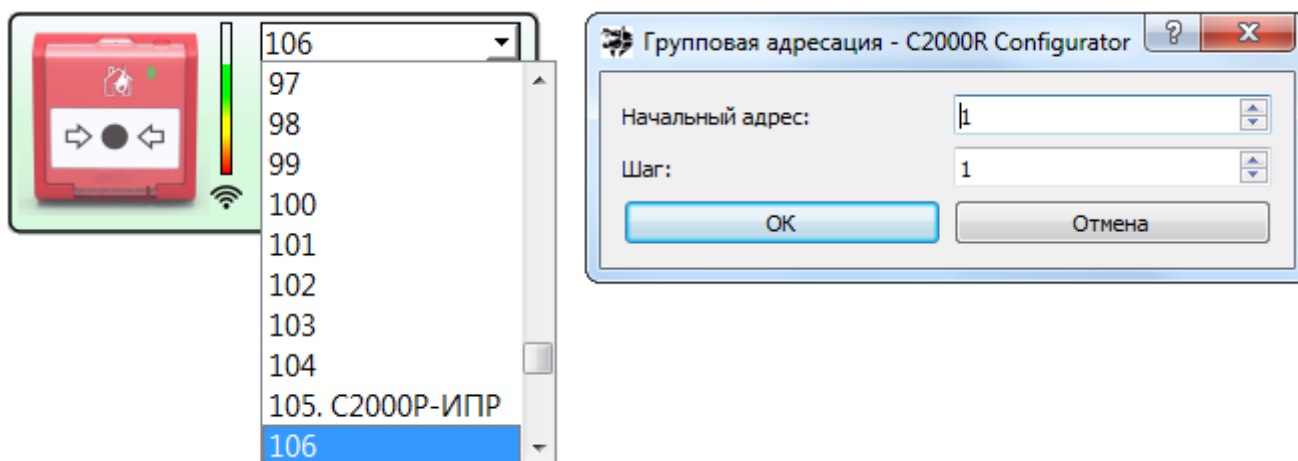 106
97
98
99
100
101
102
103
104
105. С2000Р-ИПР
106
Групповая адресация - C2000R Configurator
Начальный адрес:
1
Шаг:
1
OK
Отмена